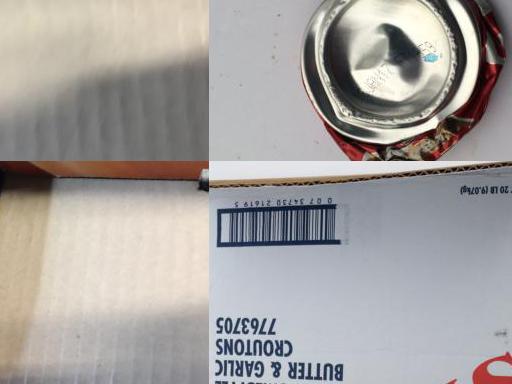 20 LB (9.07kg)
0 07 34730 21619 5
BUTTER & GARLIC
CROUTONS
7763705